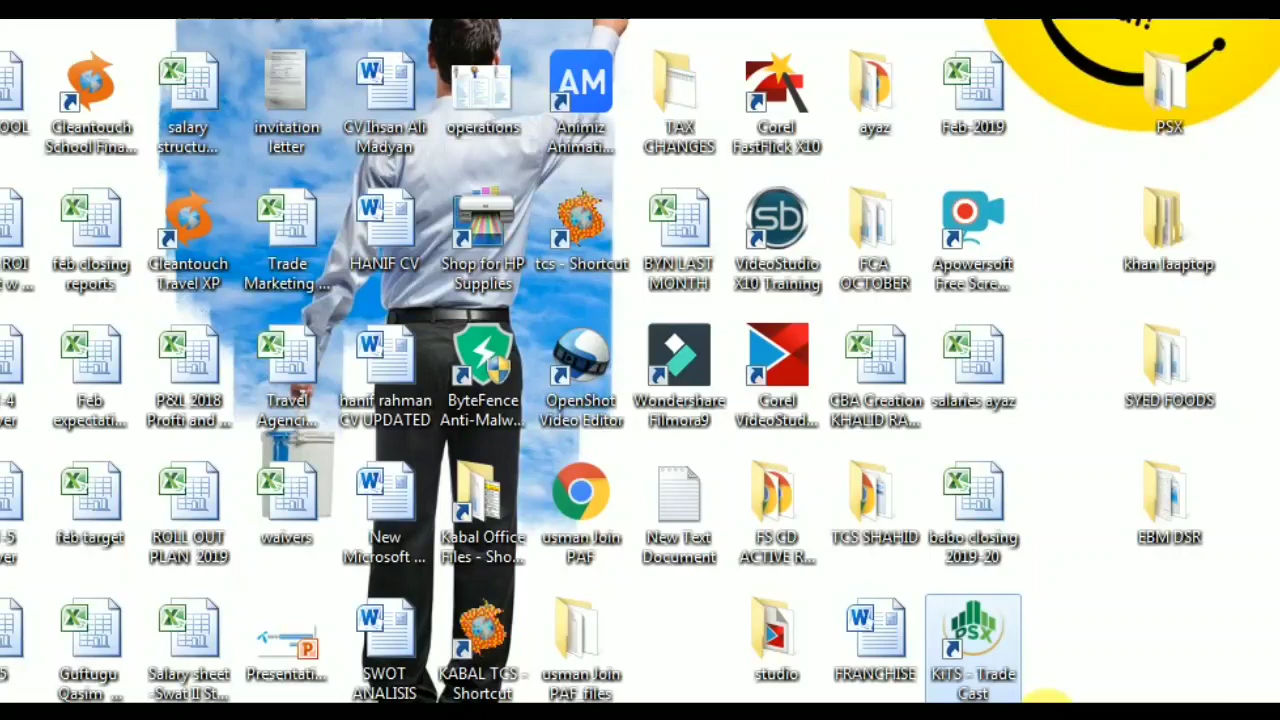 OOL
Cleantouch
School Fina...
salary
structu...
invitation
letter
CV Ihsan Ali
Madyan
operations
AM
Animiz
Animati...
TAX
CHANGES
Corel
FastFlick X10
ayaz
Feb-2019
PSX
ROI
w ...
feb closing
reports
Cleantouch
Travel XP
Trade
Marketing ...
HANIF CV
Shop for HP
Supplies
tcs - Shortcut
BYN LAST
MONTH
sb
VideoStudio
X10 Training
FCA
OCTOBER
Apowersoft
Free Scre...
khan laaptop
-4
ver
Feb
expectati...
P&L 2018
Profit and ...
Travel
Agenci...
hanif rahman
CV UPDATED
ByteFence
Anti-Malw...
OpenShot
Video Editor
Wondershare
Filmora9
Corel
VideoStud...
CBA Creation
KHALID RA...
salaries ayaz
SYED FOODS
-5
ver
feb target
ROLL OUT
PLAN 2019
waivers
New
Microsoft ...
Kabal Office
Files - Sho...
usman Join
PAF
New Text
Document
FS CD
ACTIVE R...
TCS SHAHID
babo closing
2019-20
EBM DSR
5
Guftugu
Qasim ...
Salary sheet
-Swat II St...
Presentati...
SWOT
ANALISIS
KABAL TCS -
Shortcut
usman Join
PAF_files
studio
FRANCHISE
PSX
KiTS - Trade
Cast